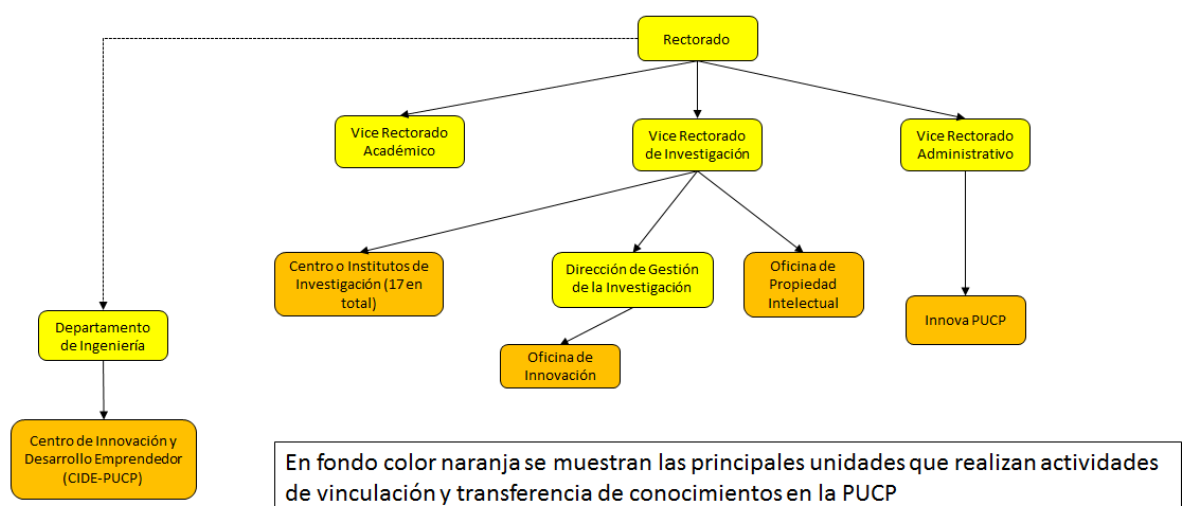 Rectorado
Vice Rectorado
Académico
Vice Rectorado
de Investigación
Vice Rectorado
Administrativo
Centro o Institutos de
Investigación (17 en
total)
Dirección de Gestión
de la Investigación
Oficina de
Propiedad
Intelectual
Innova PUCP
Departamento
de Ingeniería
Oficina de
Innovación
Centro de Innovación y
Desarrollo Emprendedor
(CIDE-PUCP)
En fondo color naranja se muestran las principales unidades que realizan actividades
de vinculación y transferencia de conocimientos en la PUCP